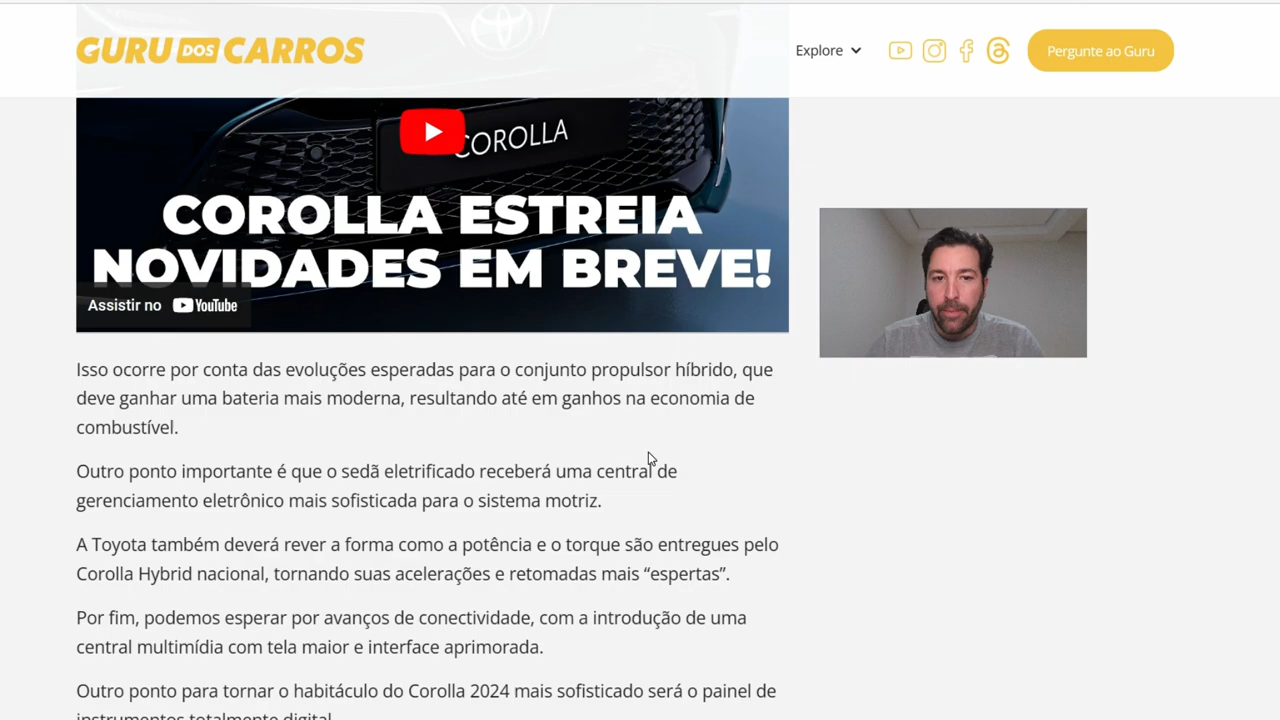 GURU DOS CARROS
Explore
Pergunte ao Guru
COROLLA
COROLLA ESTREIA
NOVIDADES EM BREVE!
Assistir no YouTube
Isso ocorre por conta das evoluções esperadas para o conjunto propulsor híbrido, que
deve ganhar uma bateria mais moderna, resultando até em ganhos na economia de
combustível.
Outro ponto importante é que o sedã eletrificado receberá uma central de
gerenciamento eletrônico mais sofisticada para o sistema motriz.
A Toyota também deverá rever a forma como a potência e o torque são entregues pelo
Corolla Hybrid nacional, tornando suas acelerações e retomadas mais “espertas”.
Por fim, podemos esperar por avanços de conectividade, com a introdução de uma
central multimídia com tela maior e interface aprimorada.
Outro ponto para tornar o habitáculo do Corolla 2024 mais sofisticado será o painel de
instrumentos totalmente digital